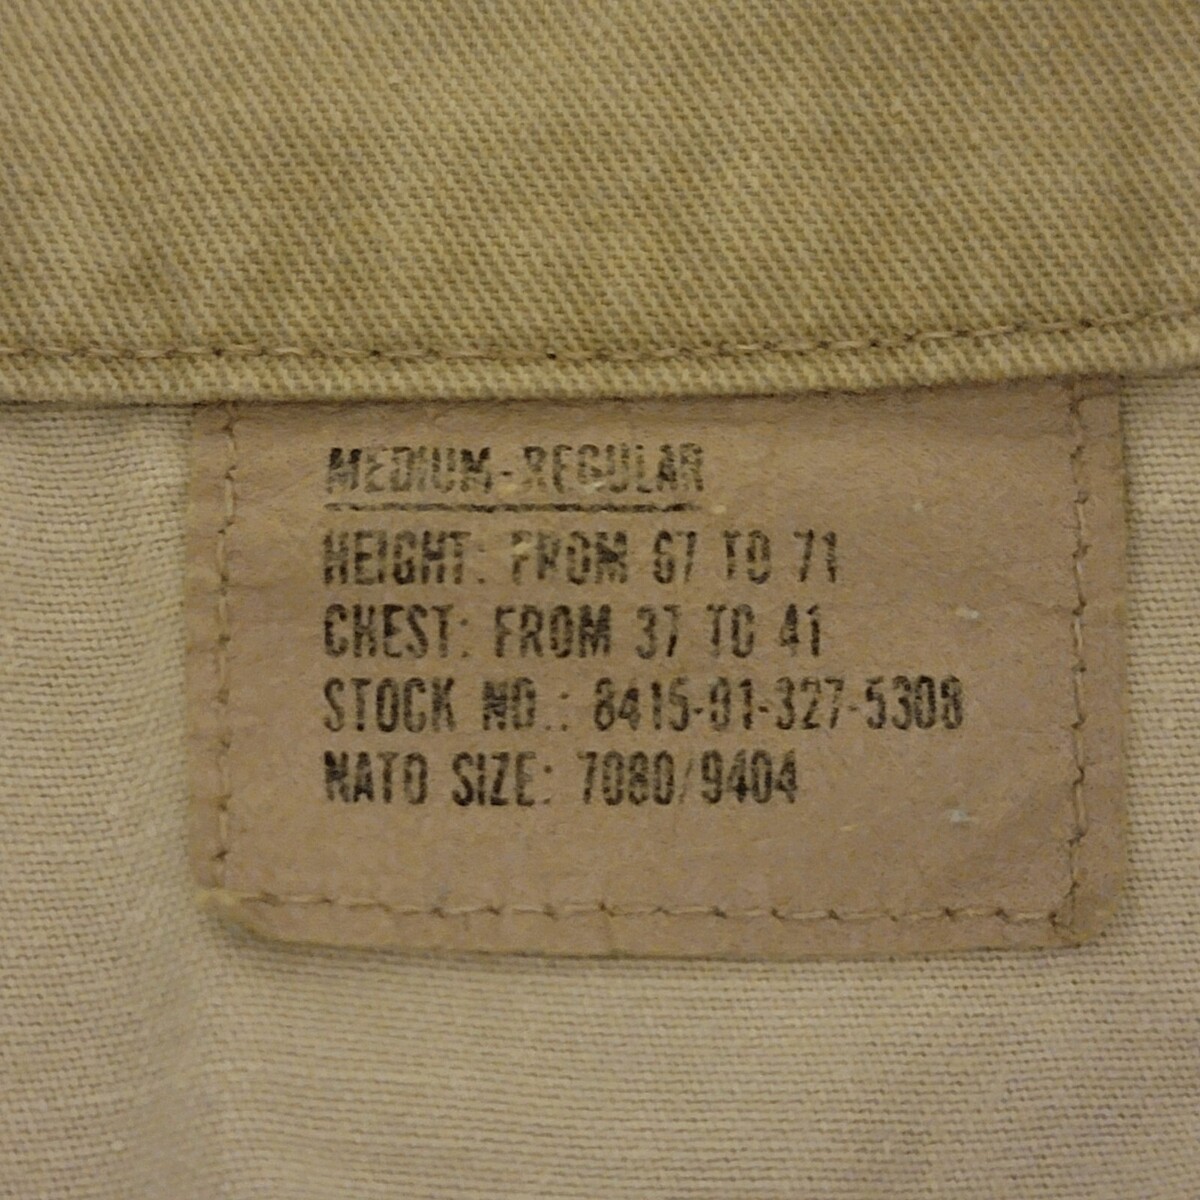 MEDIUM-REGULAR
HEIGHT: FROM 67 TO 71
CHEST: FROM 37 TO 41
STOCK NO.: 8415-01-327-5308
NATO SIZE: 7080/9404